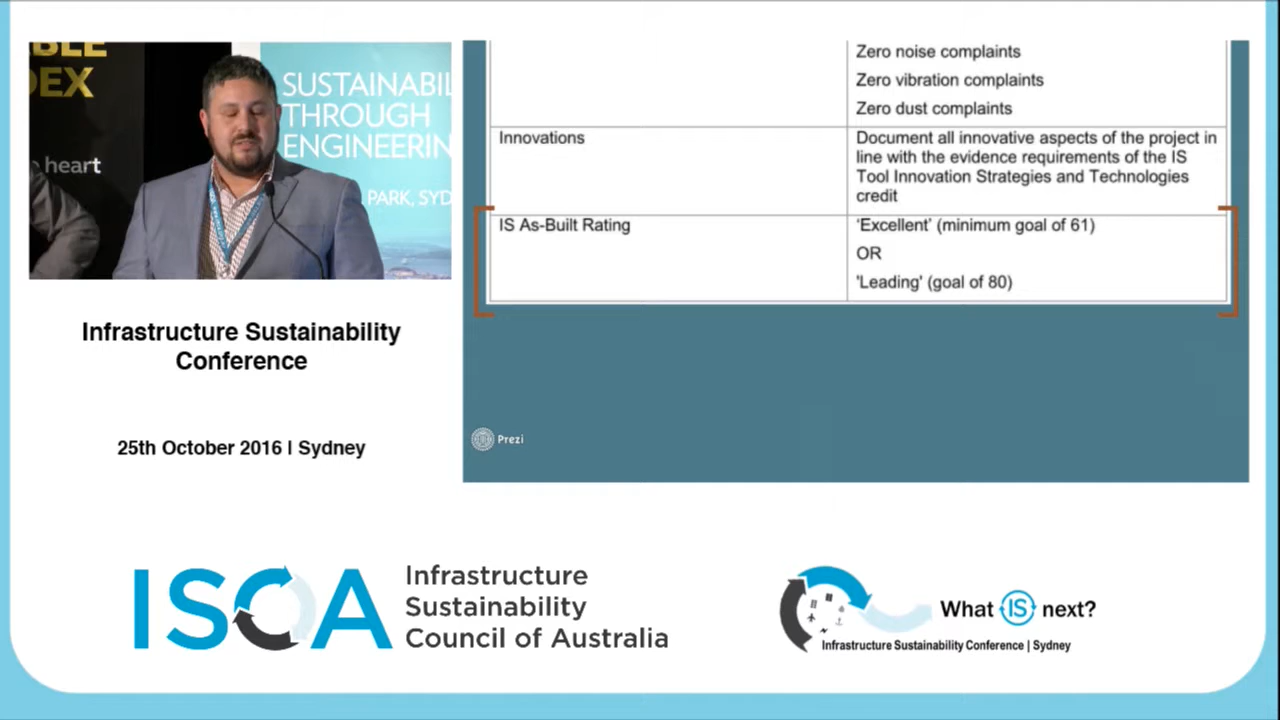 BLE
DEX
heart
SUSTAINABIL
THROUGH
ENGINEERIN
PARK, SYD
Infrastructure Sustainability
Conference
25th October 2016 | Sydney
Zero noise complaints
Zero vibration complaints
Zero dust complaints
Innovations
Document all innovative aspects of the project in
line with the evidence requirements of the IS
Tool Innovation Strategies and Technologies
credit
IS As-Built Rating
‘Excellent’ (minimum goal of 61)
OR
'Leading' (goal of 80)
Prezi
ISCA
Infrastructure
Sustainability
Council of Australia
What IS next?
Infrastructure Sustainability Conference | Sydney